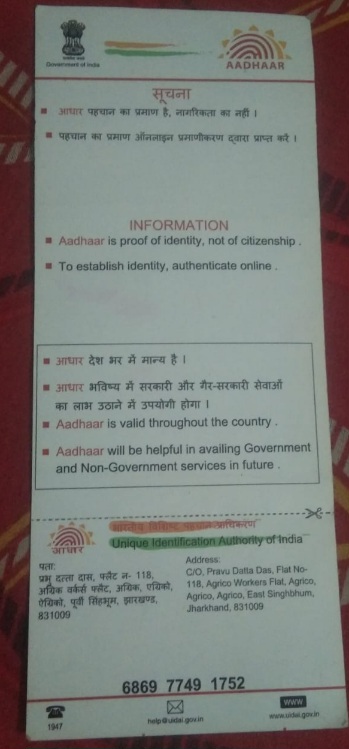 Government of India
AADHAAR
सूचना
आधार पहचान का प्रमाण है, नागरिकता का नहीं ।
पहचान का प्रमाण ऑनलाइन प्रमाणीकरण द्वारा प्राप्त करें ।
INFORMATION
Aadhaar is proof of identity, not of citizenship .
To establish identity, authenticate online .
आधार देश भर में मान्य है ।
आधार भविष्य में सरकारी और गैर-सरकारी सेवाओं
का लाभ उठाने में उपयोगी होगा ।
Aadhaar is valid throughout the country .
Aadhaar will be helpful in availing Government
and Non-Government services in future .
भारतीय विशिष्ट पहचान प्राधिकरण
आधार
Unique Identification Authority of India
पता:
प्रभु दत्ता दास, फ्लैट न- 118,
अग्रिको वर्कर्स फ्लैट, अग्रिक, एग्रिको,
ऐग्रिको, पूर्वी सिंहभूम, झारखण्ड,
831009
Address:
C/O, Pravu Datta Das, Flat No-
118, Agrico Workers Flat, Agrico,
Agrico, Agrico, East Singhbhum,
Jharkhand, 831009
6869 7749 1752
1947
help@uidai.gov.in
WWW
www.uidai.gov.in